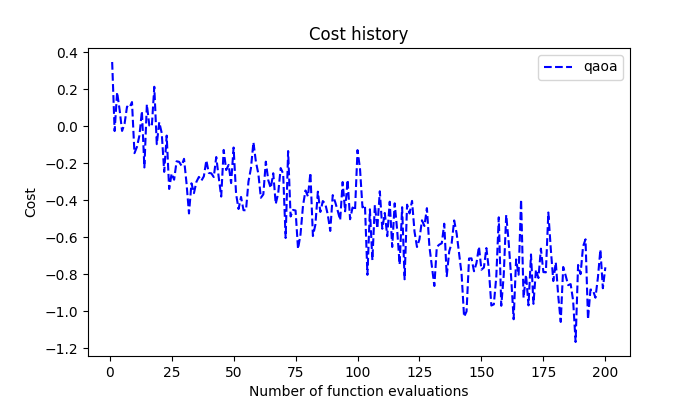 Cost history
qaoa
Cost
0.4
0.2
0.0
−0.2
−0.4
−0.6
−0.8
−1.0
−1.2
0 25 50 75 100 125 150 175 200
Number of function evaluations